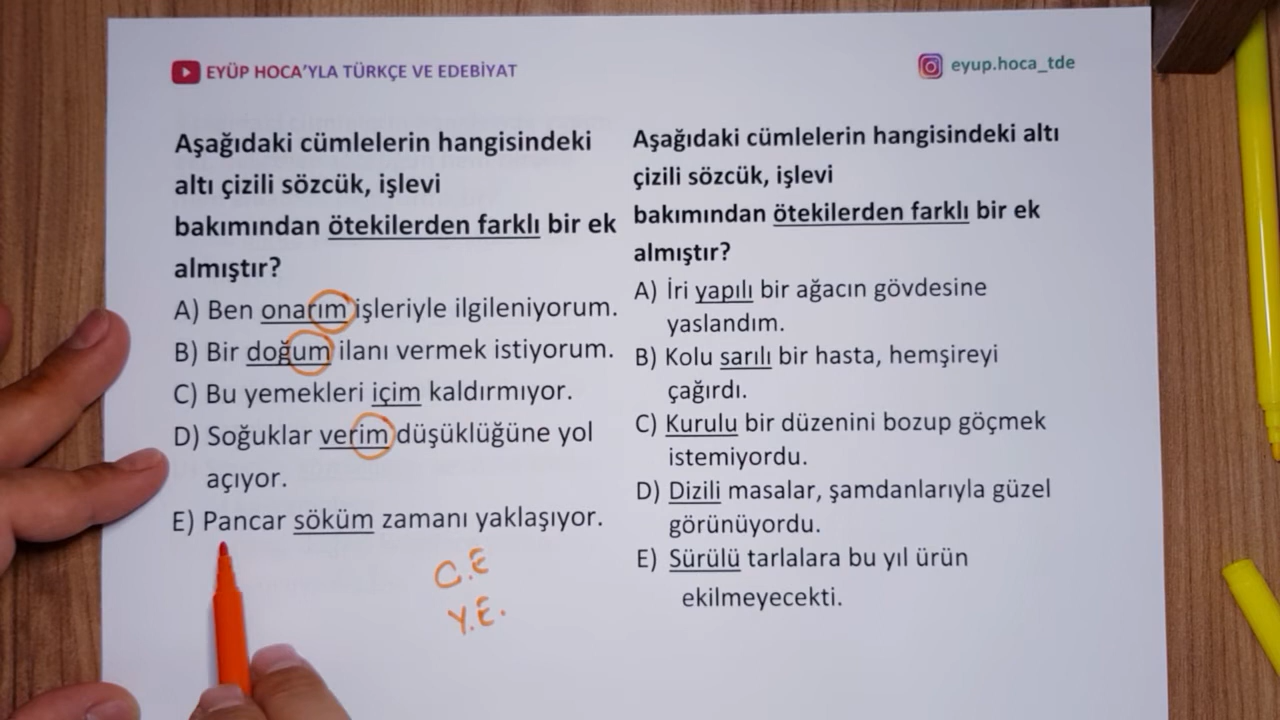 EYÜP HOCA'YLA TÜRKÇE VE EDEBİYAT
eyup.hoca_tde
Aşağıdaki cümlelerin hangisindeki
altı çizili sözcük, işlevi
bakımından ötekilerden farklı bir ek
almıştır?
A) Ben onarım işleriyle ilgileniyorum.
B) Bir doğum ilanı vermek istiyorum.
C) Bu yemekleri içim kaldırmıyor.
D) Soğuklar verim düşüklüğüne yol
açıyor.
E) Pancar söküm zamanı yaklaşıyor.
C.E
Y.E.
Aşağıdaki cümlelerin hangisindeki altı
çizili sözcük, işlevi
bakımından ötekilerden farklı bir ek
almıştır?
A) İri yapılı bir ağacın gövdesine
yaslandım.
B) Kolu sarılı bir hasta, hemşireyi
çağırdı.
C) Kurulu bir düzenini bozup göçmek
istemiyordu.
D) Dizili masalar, şamdanlarıyla güzel
görünüyordu.
E) Sürülü tarlalara bu yıl ürün
ekilmeyecekti.